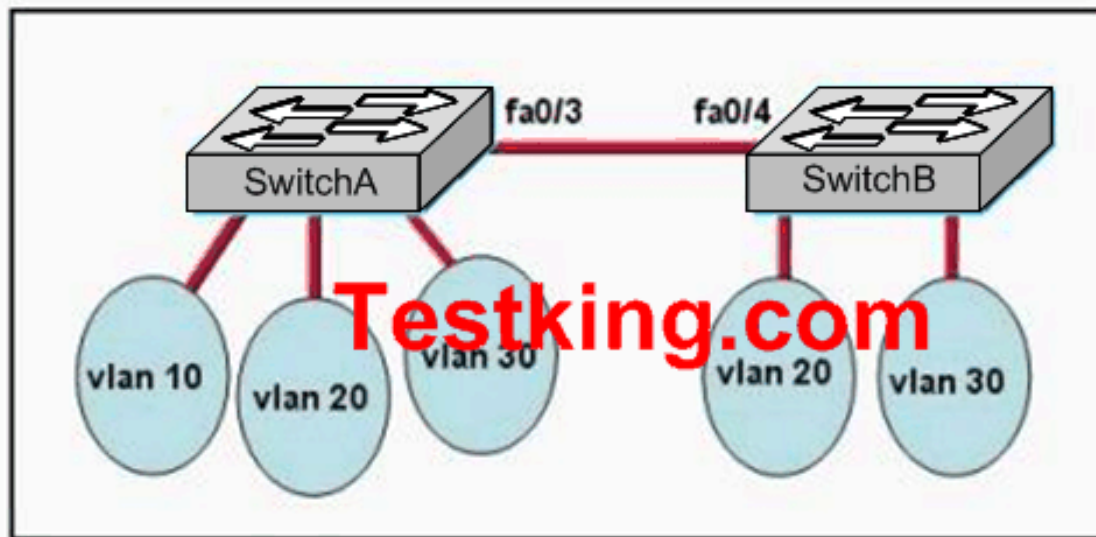 fa0/3
fa0/4
SwitchA
SwitchB
Testking.com
vlan 10
vlan 20
vlan 30
vlan 20
vlan 30